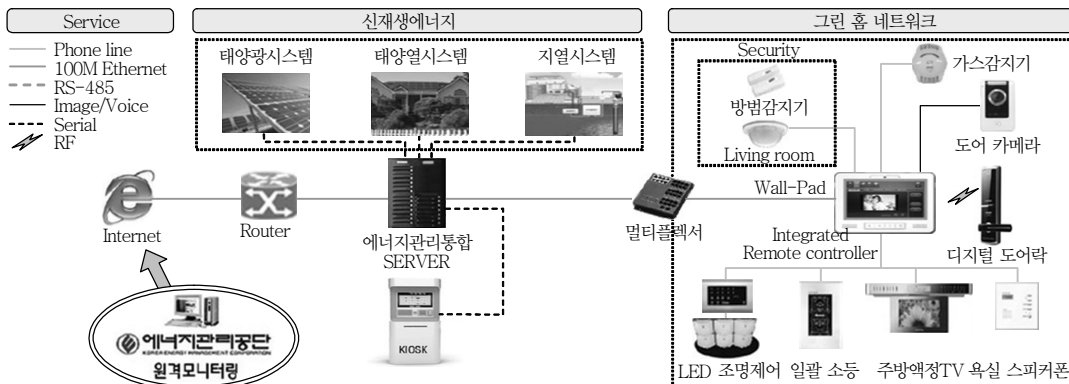 Service
Phone line
100M Ethernet
RS-485
Image/Voice
Serial
RF
신재생에너지
태양광시스템
태양열시스템
지열시스템
그린 홈 네트워크
Security
방범감지기
Living room
가스감지기
도어 카메라
Wall-Pad
디지털 도어락
Integrated
Remote controller
멀티플렉서
Internet
Router
에너지관리통합
SERVER
KIOSK
에너지관리공단
KOREA ENERGY MANAGEMENT CORPORATION
원격모니터링
LED 조명제어
일괄 소등
주방액정TV
욕실 스피커폰